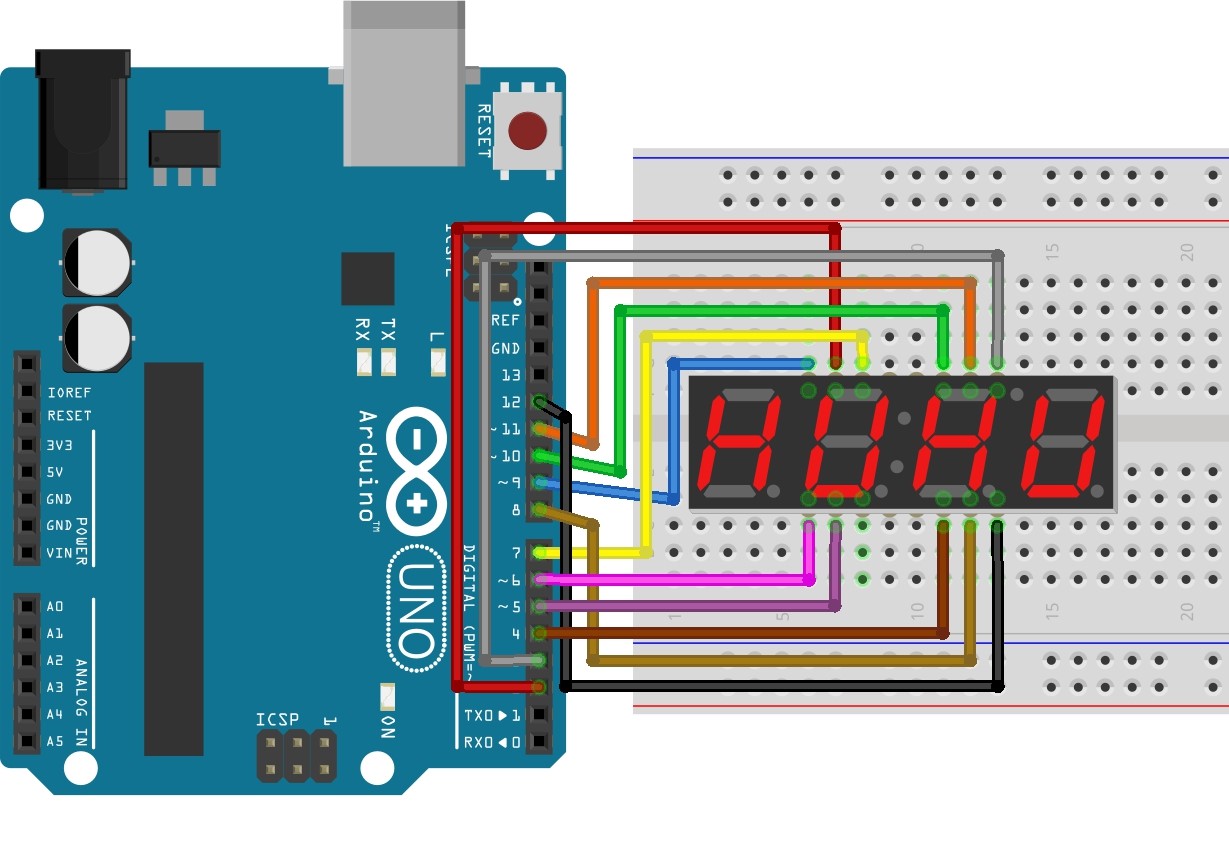 RESET
ICSP2
REF
GND
13
12
~11
~10
~9
8
RX
TX
L
IOREF
RESET
3V3
5V
GND
GND
VIN
POWER
Arduino™
UNO
DIGITAL (PWM=~)
7
~6
~5
4
TX0▶1
RX0◀0
A0
A1
A2
A3
A4
A5
ANALOG IN
ICSP
1
ON
15
20
1
5
10
15
20